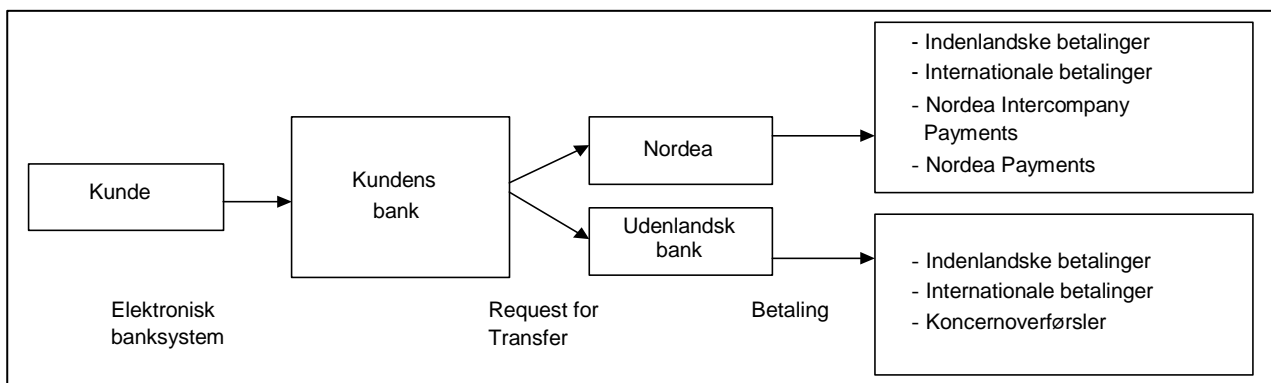 Kunde
Elektronisk
banksystem
Kundens
bank
Request for
Transfer
Nordea
Udenlandsk
bank
Betaling
- Indenlandske betalinger
- Internationale betalinger
- Nordea Intercompany
Payments
- Nordea Payments
- Indenlandske betalinger
- Internationale betalinger
- Koncernoverførsler